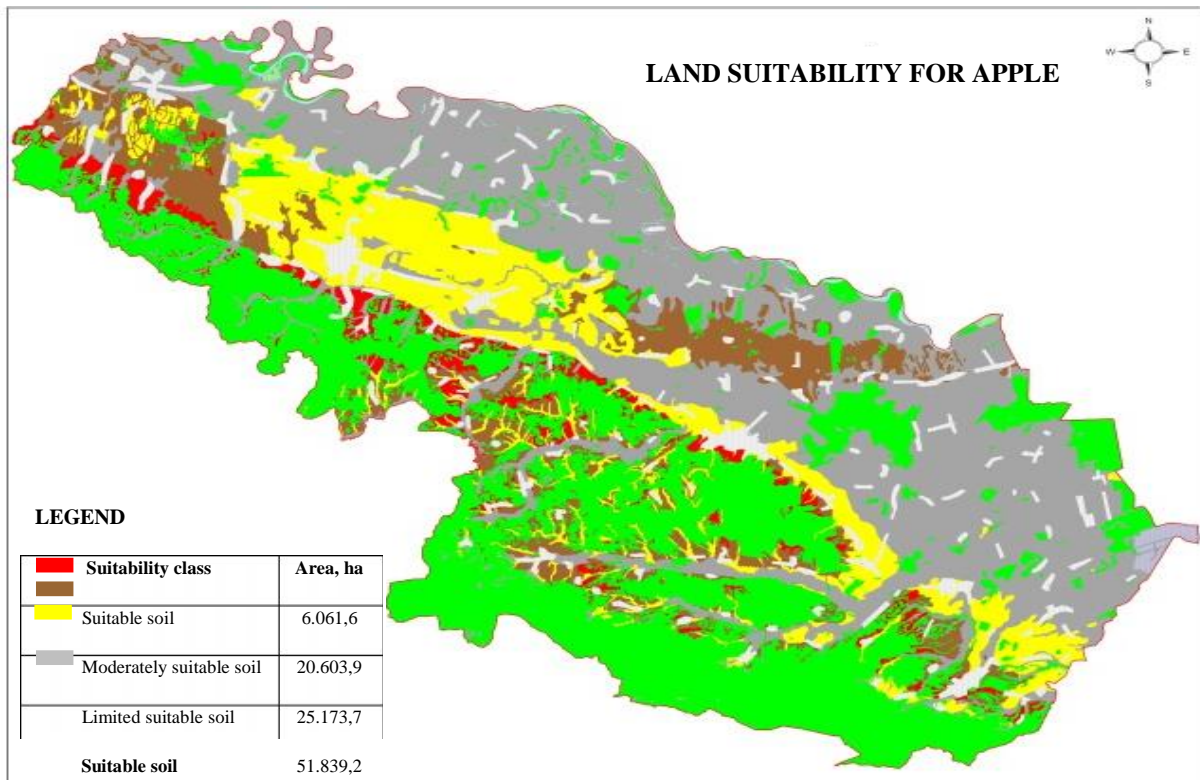 N
W E
S
LAND SUITABILITY FOR APPLE
LEGEND
Suitability class Area, ha
Suitable soil 6.061,6
Moderately suitable soil 20.603,9
Limited suitable soil 25.173,7
Suitable soil 51.839,2